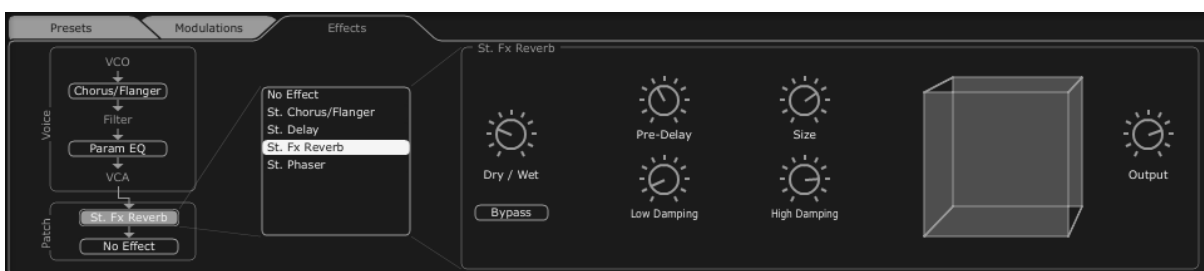 Presets
Modulations
Effects
Voice
VCO
Chorus/Flanger
Filter
Param EQ
VCA
Patch
St. Fx Reverb
No Effect
No Effect
St. Chorus/Flanger
St. Delay
St. Fx Reverb
St. Phaser
St. Fx Reverb
Dry / Wet
Bypass
Pre-Delay
Size
Low Damping
High Damping
Output